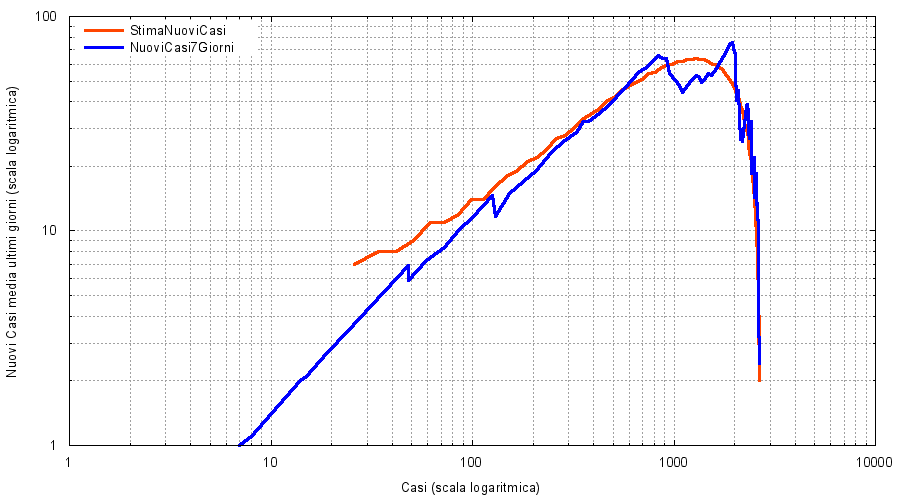 100
StimaNuoviCasi
NuoviCasi7Giorni
Nuovi Casi media ultimi giorni (scala logaritmica)
10
1
1
10
100
1000
10000
Casi (scala logaritmica)